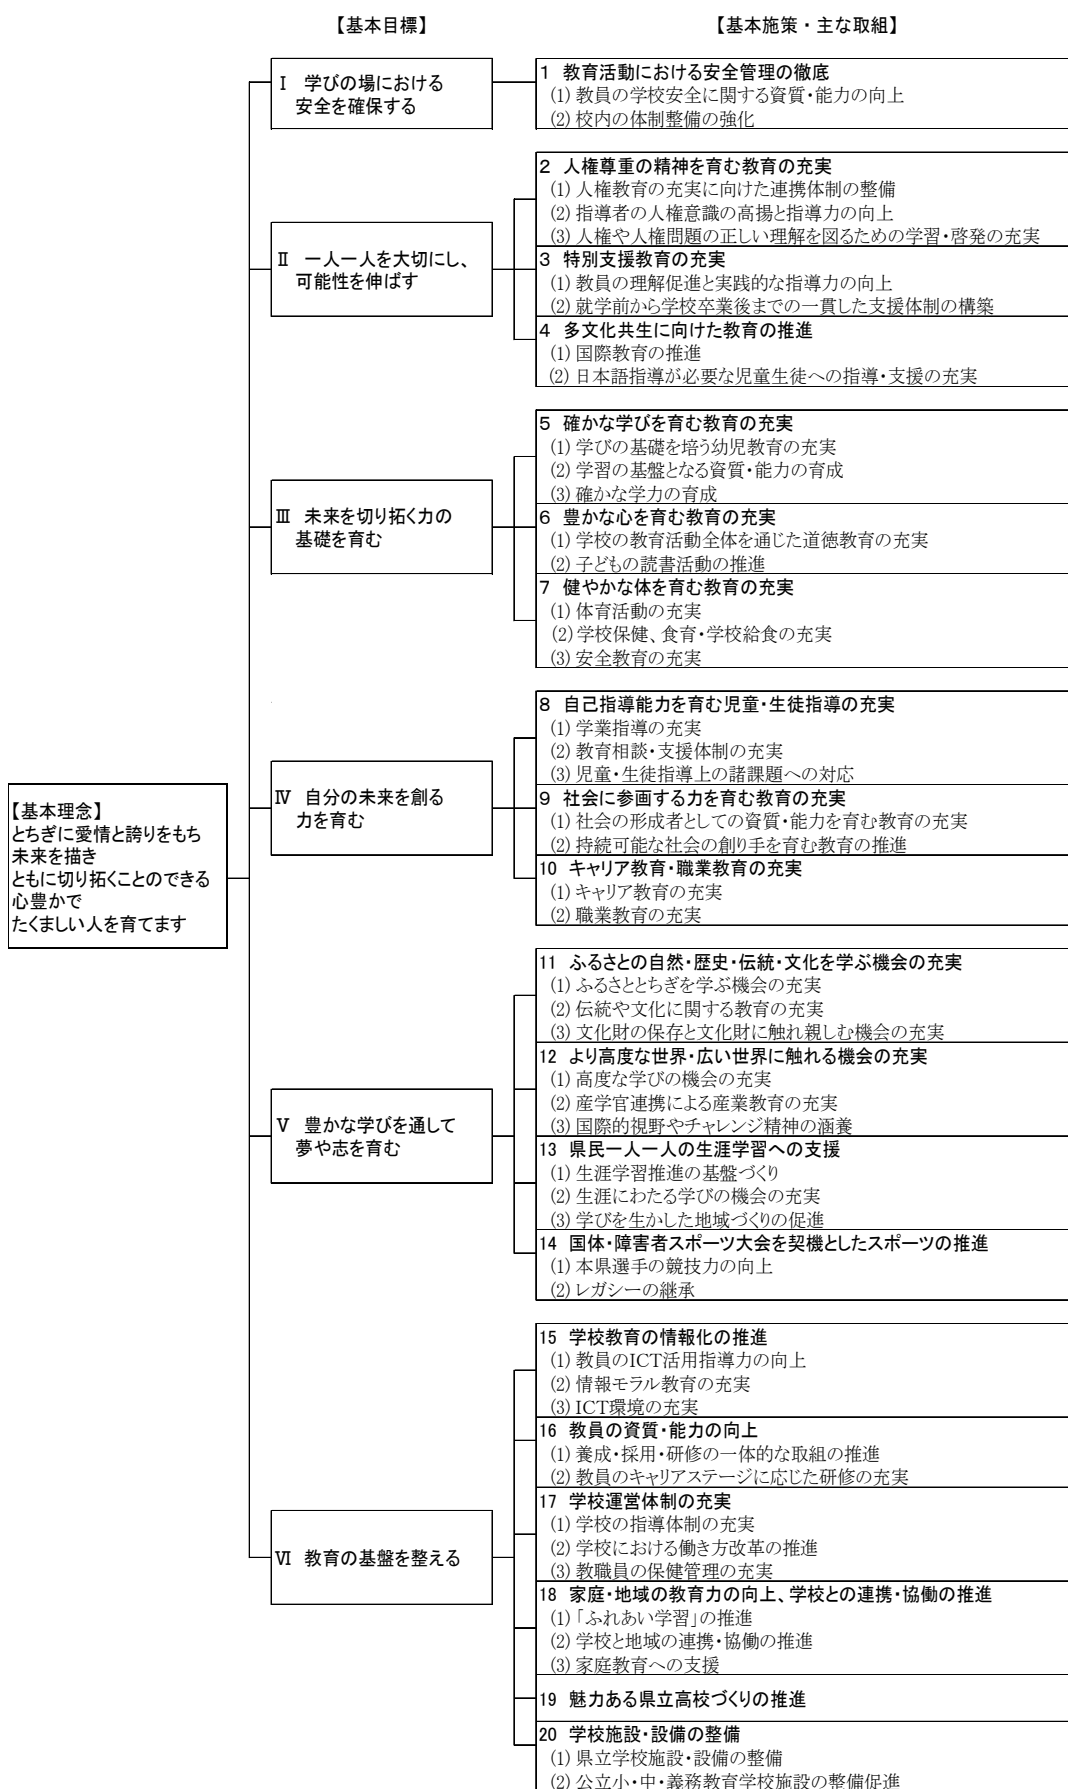 【基本目標】
【基本施策・主な取組】
【基本理念】
とちぎに愛情と誇りをもち
未来を描き
ともに切り拓くことのできる
心豊かで
たくましい人を育てます
Ⅰ 学びの場における
安全を確保する
1 教育活動における安全管理の徹底
(1) 教員の学校安全に関する資質・能力の向上
(2) 校内の体制整備の強化
Ⅱ 一人一人を大切にし、
可能性を伸ばす
2 人権尊重の精神を育む教育の充実
(1) 人権教育の充実に向けた連携体制の整備
(2) 指導者の人権意識の高揚と指導力の向上
(3) 人権や人権問題の正しい理解を図るための学習・啓発の充実
3 特別支援教育の充実
(1) 教員の理解促進と実践的な指導力の向上
(2) 就学前から学校卒業後までの一貫した支援体制の構築
4 多文化共生に向けた教育の推進
(1) 国際教育の推進
(2) 日本語指導が必要な児童生徒への指導・支援の充実
Ⅲ 未来を切り拓く力の
基礎を育む
5 確かな学びを育む教育の充実
(1) 学びの基礎を培う幼児教育の充実
(2) 学習の基盤となる資質・能力の育成
(3) 確かな学力の育成
6 豊かな心を育む教育の充実
(1) 学校の教育活動全体を通じた道徳教育の充実
(2) 子どもの読書活動の推進
7 健やかな体を育む教育の充実
(1) 体育活動の充実
(2) 学校保健、食育・学校給食の充実
(3) 安全教育の充実
Ⅳ 自分の未来を創る
力を育む
8 自己指導能力を育む児童・生徒指導の充実
(1) 学業指導の充実
(2) 教育相談・支援体制の充実
(3) 児童・生徒指導上の諸課題への対応
9 社会に参画する力を育む教育の充実
(1) 社会の形成者としての資質・能力を育む教育の充実
(2) 持続可能な社会の創り手を育む教育の推進
10 キャリア教育・職業教育の充実
(1) キャリア教育の充実
(2) 職業教育の充実
Ⅴ 豊かな学びを通して
夢や志を育む
11 ふるさとの自然・歴史・伝統・文化を学ぶ機会の充実
(1) ふるさととちぎを学ぶ機会の充実
(2) 伝統や文化に関する教育の充実
(3) 文化財の保存と文化財に触れ親しむ機会の充実
12 より高度な世界・広い世界に触れる機会の充実
(1) 高度な学びの機会の充実
(2) 産学官連携による産業教育の充実
(3) 国際的視野やチャレンジ精神の涵養
13 県民一人一人の生涯学習への支援
(1) 生涯学習推進の基盤づくり
(2) 生涯にわたる学びの機会の充実
(3) 学びを生かした地域づくりの促進
14 国体・障害者スポーツ大会を契機としたスポーツの推進
(1) 本県選手の競技力の向上
(2) レガシーの継承
Ⅵ 教育の基盤を整える
15 学校教育の情報化の推進
(1) 教員のICT活用指導力の向上
(2) 情報モラル教育の充実
(3) ICT環境の充実
16 教員の資質・能力の向上
(1) 養成・採用・研修の一体的な取組の推進
(2) 教員のキャリアステージに応じた研修の充実
17 学校運営体制の充実
(1) 学校の指導体制の充実
(2) 学校における働き方改革の推進
(3) 教職員の保健管理の充実
18 家庭・地域の教育力の向上、学校との連携・協働の推進
(1) 「ふれあい学習」の推進
(2) 学校と地域の連携・協働の推進
(3) 家庭教育への支援
19 魅力ある県立高校づくりの推進
20 学校施設・設備の整備
(1) 県立学校施設・設備の整備
(2) 公立小・中・義務教育学校施設の整備促進